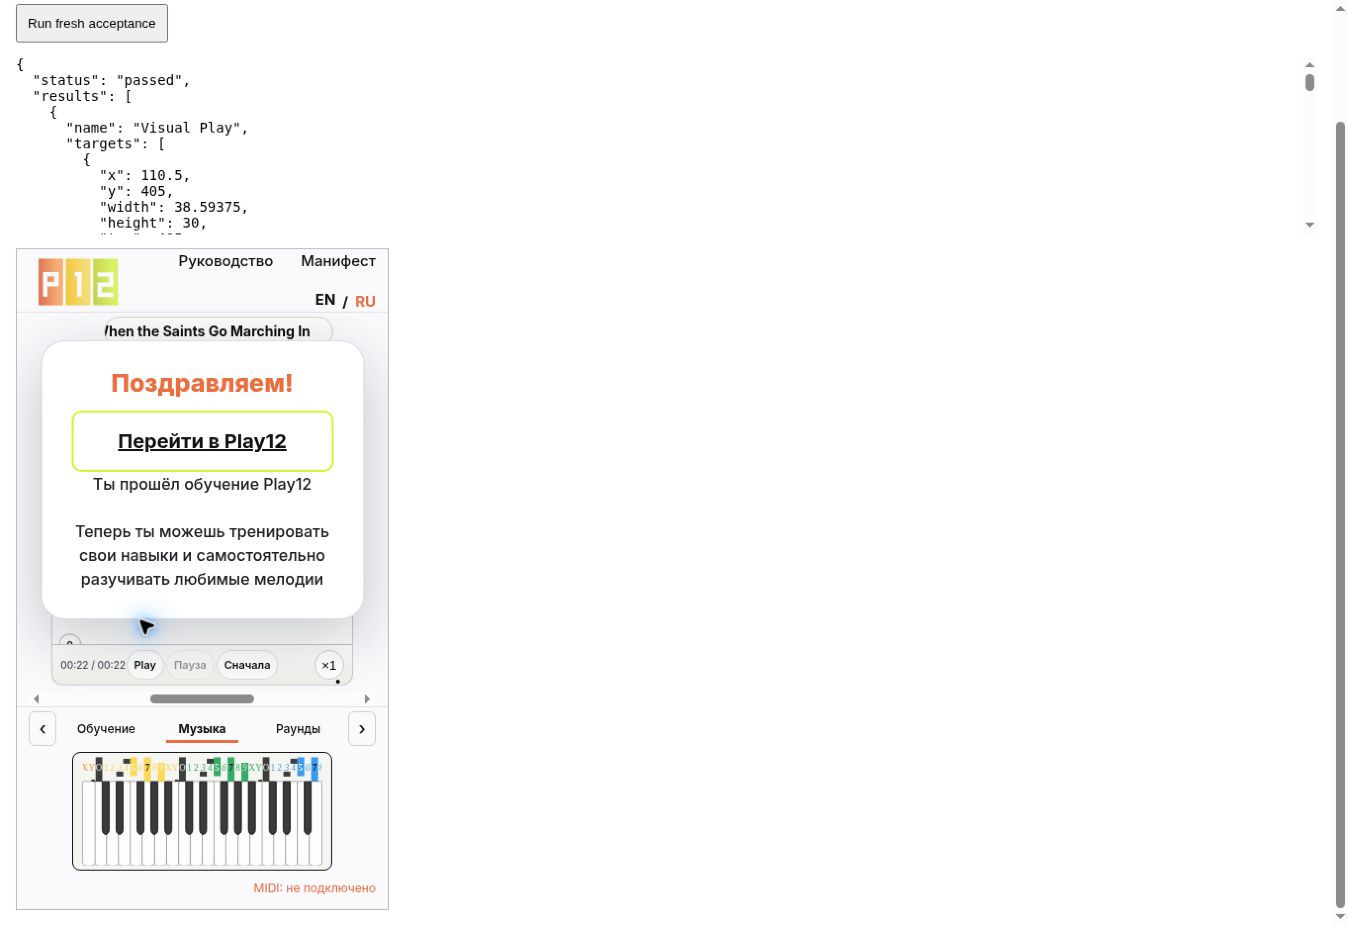 Run fresh acceptance
{
"status": "passed",
"results": [
{
"name": "Visual Play",
"targets": [
{
"x": 110.5,
"y": 405,
"width": 38.59375,
"height": 30,
P12
Руководство Манифест
EN / RU
hen the Saints Go Marching In
Поздравляем!
Перейти в Play12
Ты прошёл обучение Play12
Теперь ты можешь тренировать
свои навыки и самостоятельно
разучивать любимые мелодии
00:22 / 00:22 Play Пауза Сначала ×1
‹ Обучение Музыка Раунды ›
MIDI: не подключено